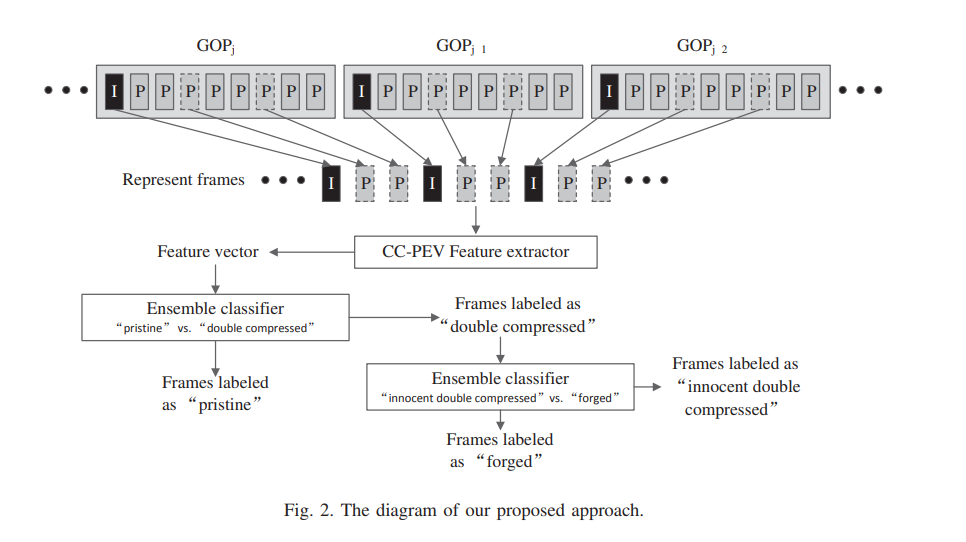 GOPj GOPj 1 GOPj 2
I P P P P P P P P I P P P P P P P P I P P P P P P P P
Represent frames I P P I P P I P P
CC-PEV Feature extractor
Feature vector
Ensemble classifier
“pristine” vs. “double compressed”
Frames labeled as
“double compressed”
Frames labeled
as “pristine”
Ensemble classifier
“innocent double compressed” vs. “forged”
Frames labeled as
“innocent double
compressed”
Frames labeled
as “forged”
Fig. 2. The diagram of our proposed approach.